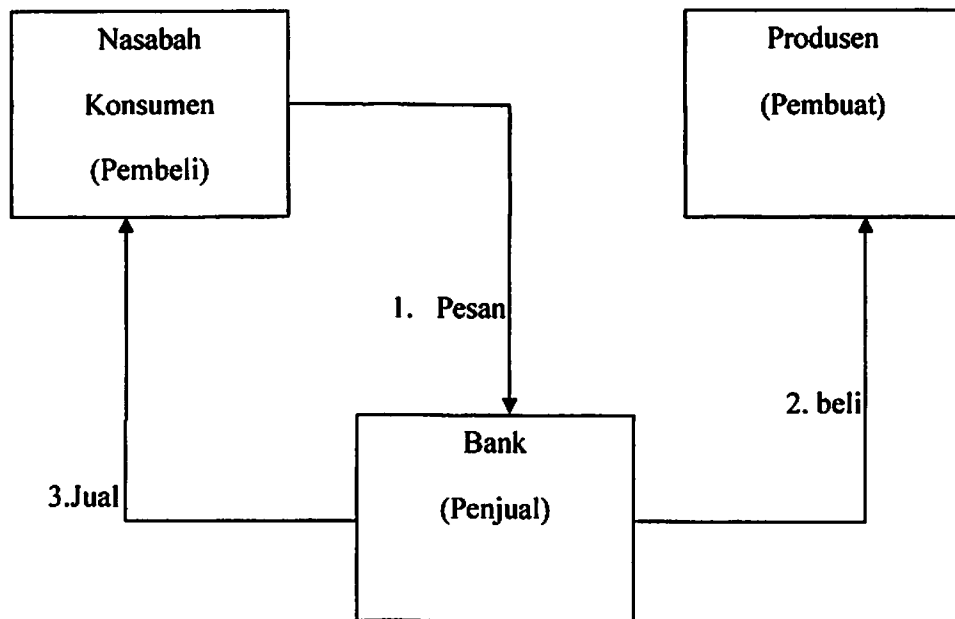 Nasabah
Konsumen
(Pembeli)
Produsen
(Pembuat)
1. Pesan
2. beli
Bank
(Penjual)
3.Jual